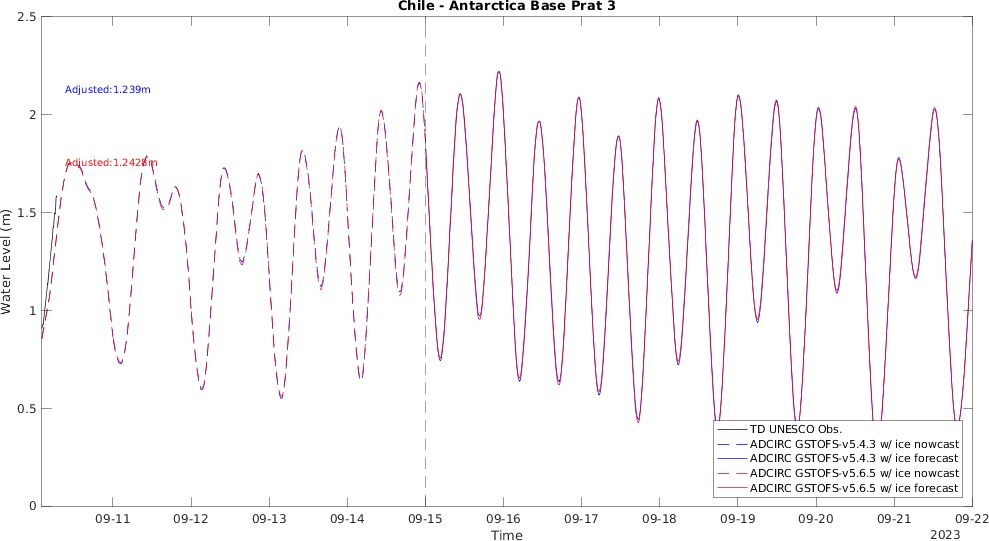 Chile - Antarctica Base Prat 3
2.5
2
1.5
1
0.5
0
Water Level (m)
Adjusted:1.239m
TD UNESCO Obs.
ADCIRC GSTOFS-v5.4.3 w/ ice nowcast
ADCIRC GSTOFS-v5.4.3 w/ ice forecast
ADCIRC GSTOFS-v5.6.5 w/ ice nowcast
ADCIRC GSTOFS-v5.6.5 w/ ice forecast
09-11 09-12 09-13 09-14 09-15 09-16 09-17 09-18 09-19 09-20 09-21 09-22
Time
2023